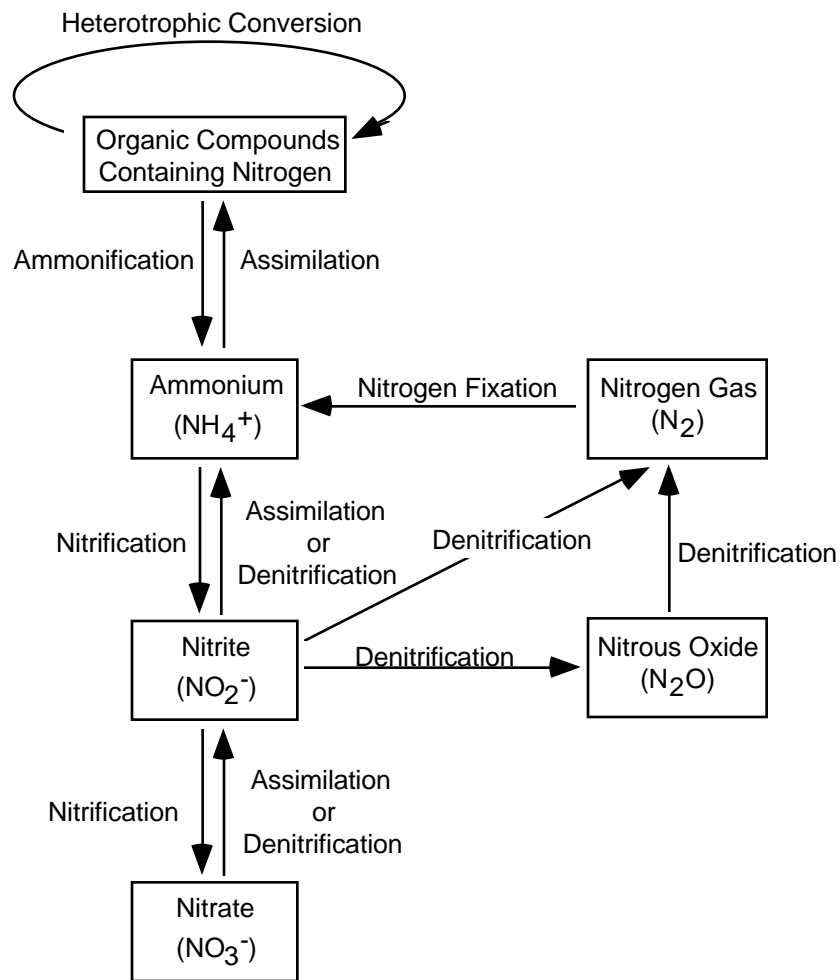 Heterotrophic Conversion
Organic Compounds
Containing Nitrogen
Ammonification
Assimilation
Ammonium
(NH₄⁺)
Nitrogen Fixation
Nitrogen Gas
(N₂)
Nitrification
Assimilation
or
Denitrification
Denitrification
Denitrification
Nitrite
(NO₂⁻)
Denitrification
Nitrous Oxide
(N₂O)
Nitrification
Assimilation
or
Denitrification
Nitrate
(NO₃⁻)